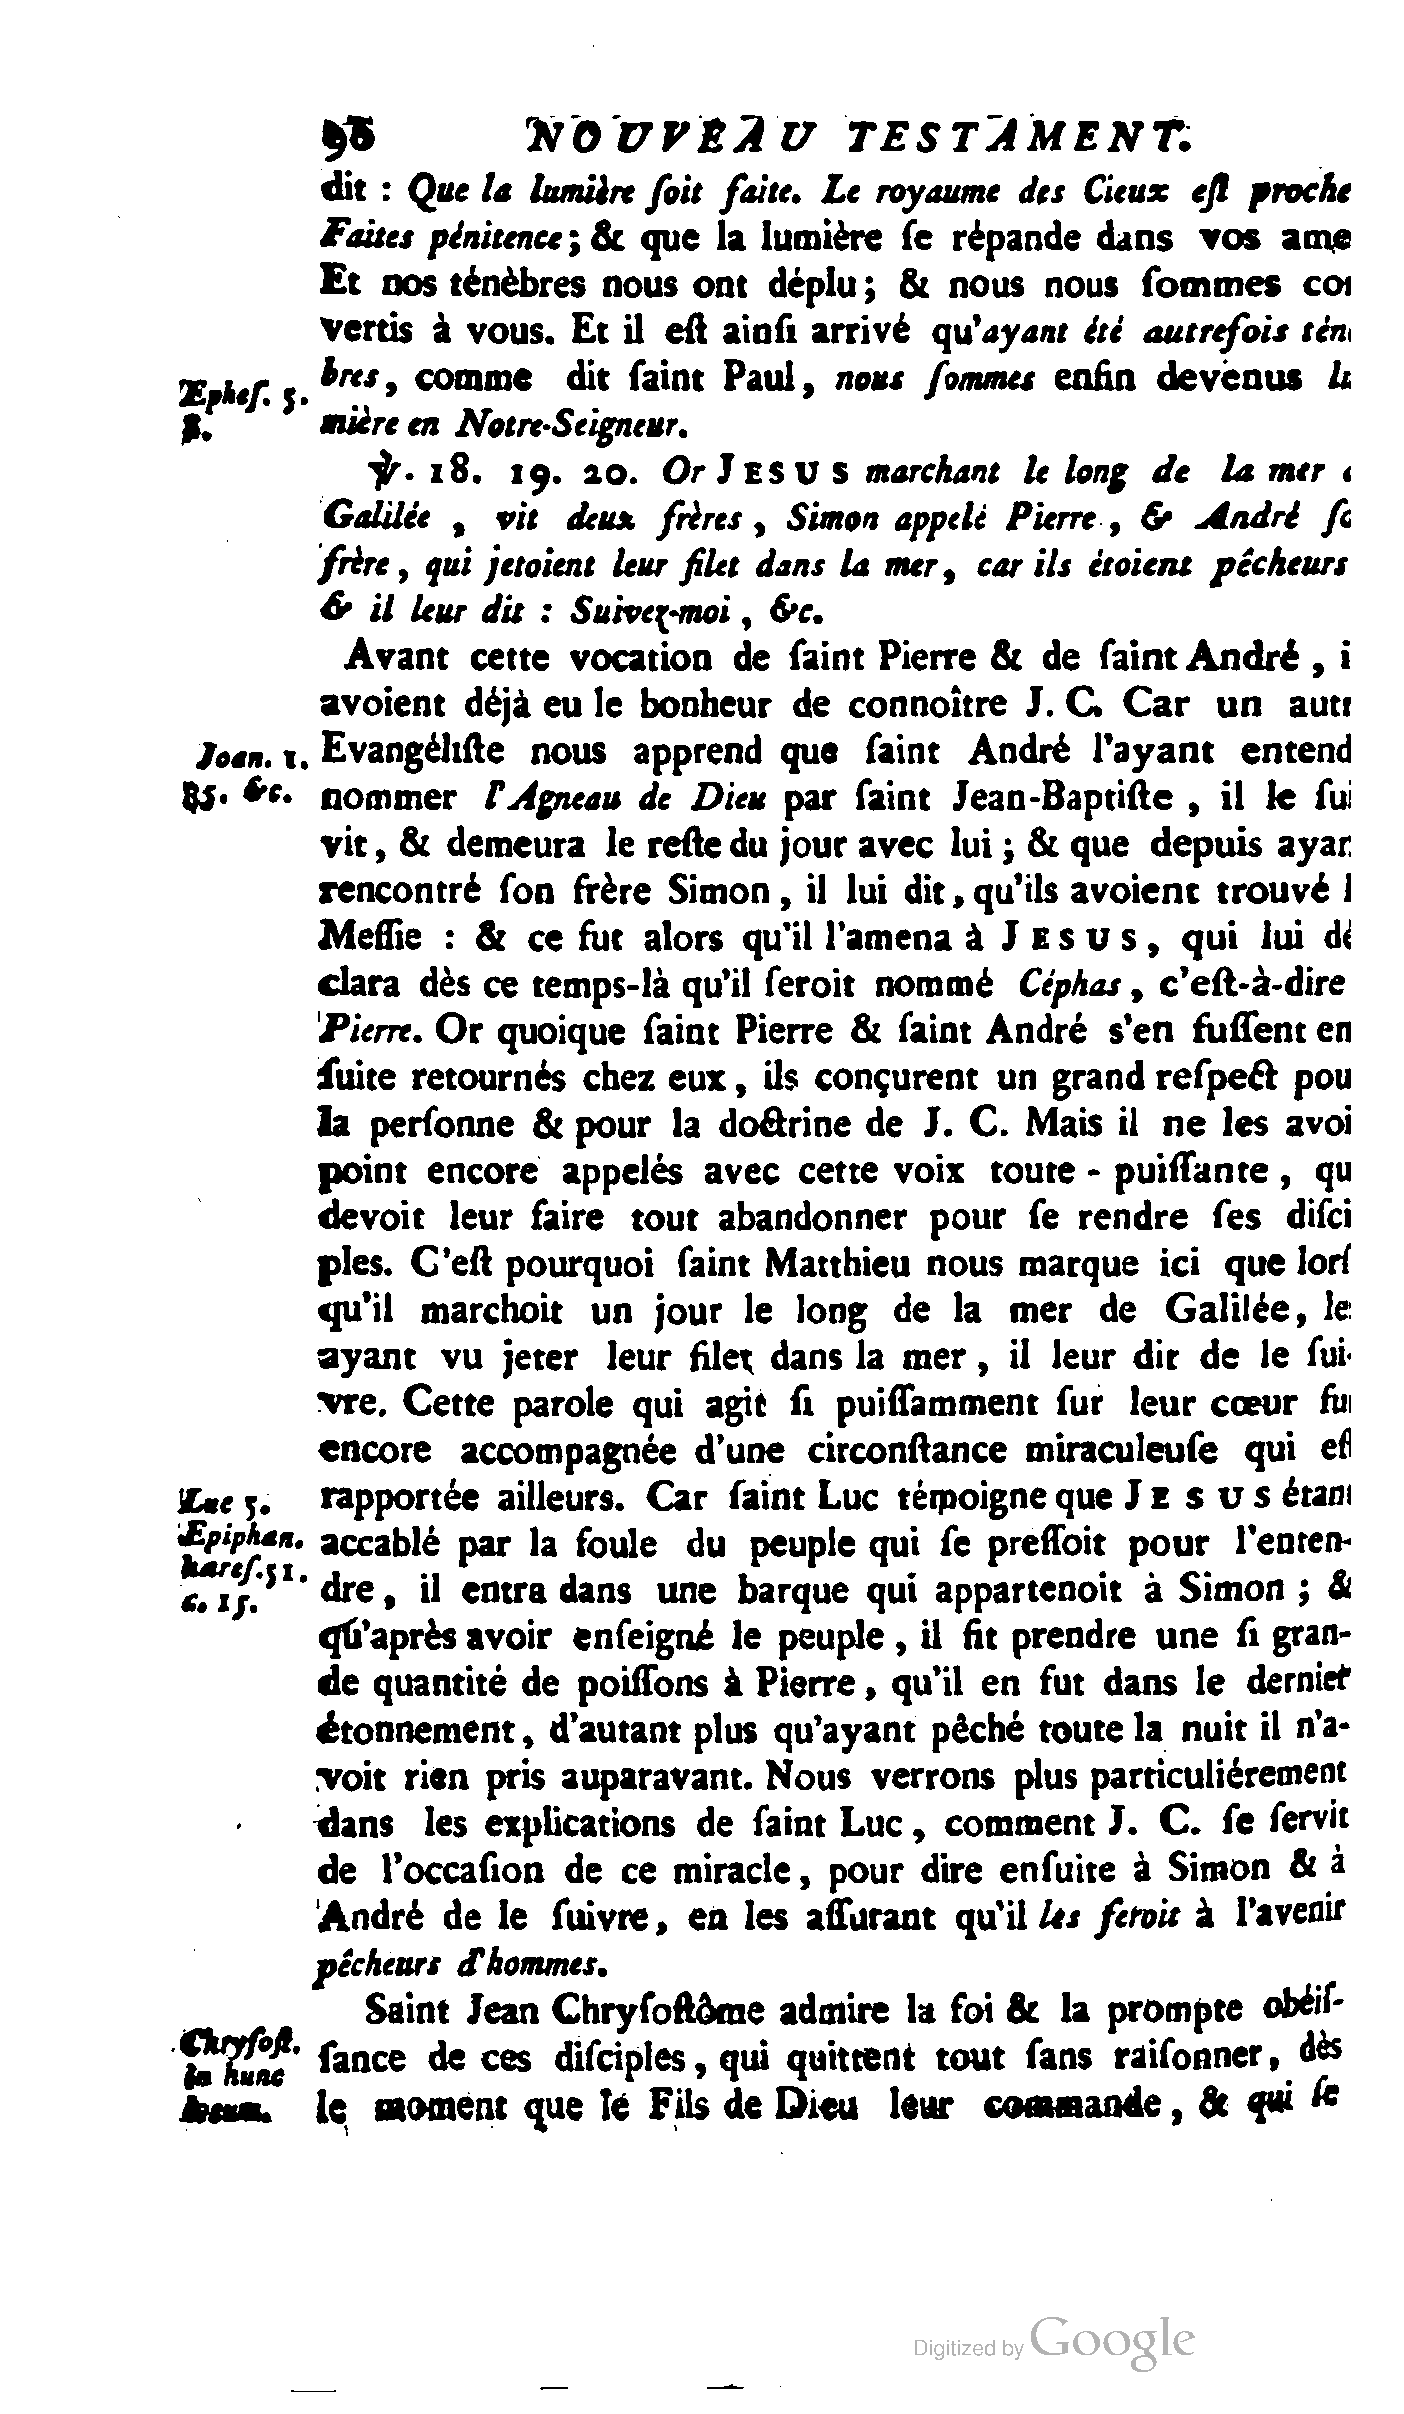 96 NOUVEAU TESTAMENT.
dit : Que la lumière ſoit faite. Le royaume des Cieux eſt proche
Faites pénitence ; & que la lumière ſe répande dans vos ame
Et nos ténèbres nous ont déplu ; & nous nous ſommes con
vertis à vous. Et il eſt ainſi arrivé qu'ayant été autrefois tén
Epheſ. 5. bres, comme dit ſaint Paul, nous ſommes enfin devenus lu
8. mière en Notre-Seigneur.
℣. 18. 19. 20. Or JESUS marchant le long de la mer
Galilée, vit deux frères, Simon appelé Pierre, & André ſo
frère, qui jetoient leur filet dans la mer, car ils étoient pêcheurs
& il leur dit : Suivez-moi, &c.
Avant cette vocation de ſaint Pierre & de ſaint André, i
avoient déjà eu le bonheur de connoître J. C. Car un autr
Joan. 1. Evangéliſte nous apprend que ſaint André l'ayant entend
35. &c. nommer l'Agneau de Dieu par ſaint Jean-Baptiſte, il le ſui
vit, & demeura le reſte du jour avec lui ; & que depuis ayan
rencontré ſon frère Simon, il lui dit, qu'ils avoient trouvé l
Meſſie : & ce fut alors qu'il l'amena à JESUS, qui lui dé
clara dès ce temps-là qu'il ſeroit nommé Céphas, c'eſt-à-dire
Pierre. Or quoique ſaint Pierre & ſaint André s'en fuſſent en
ſuite retournés chez eux, ils conçurent un grand reſpect pou
la perſonne & pour la doctrine de J. C. Mais il ne les avoi
point encore appelés avec cette voix toute-puiſſante, qu
devoit leur faire tout abandonner pour ſe rendre ſes diſci
ples. C'eſt pourquoi ſaint Matthieu nous marque ici que lorſ
qu'il marchoit un jour le long de la mer de Galilée, les
ayant vu jeter leur filet dans la mer, il leur dit de le ſui-
vre. Cette parole qui agit ſi puiſſamment ſur leur cœur fut
encore accompagnée d'une circonſtance miraculeuſe qui eſt
Luc 5. rapportée ailleurs. Car ſaint Luc témoigne que JESUS étant
Epiphan. accablé par la foule du peuple qui ſe preſſoit pour l'enten-
hareſ. 51.
c. 15. dre, il entra dans une barque qui appartenoit à Simon ; &
qu'après avoir enſeigné le peuple, il fit prendre une ſi gran-
de quantité de poiſſons à Pierre, qu'il en fut dans le dernier
étonnement, d'autant plus qu'ayant pêché toute la nuit il n'a-
voit rien pris auparavant. Nous verrons plus particuliérement
dans les explications de ſaint Luc, comment J. C. ſe ſervit
de l'occaſion de ce miracle, pour dire enſuite à Simon & à
André de le ſuivre, en les aſſurant qu'il les feroit à l'avenir
pêcheurs d'hommes.
Saint Jean Chryſoſtôme admire la foi & la prompte obéiſ-
Chryſoſt. ſance de ces diſciples, qui quittent tout ſans raiſonner, dès
in hunc
locum. le moment que le Fils de Dieu leur commande, & qui ſe
Digitized by Google